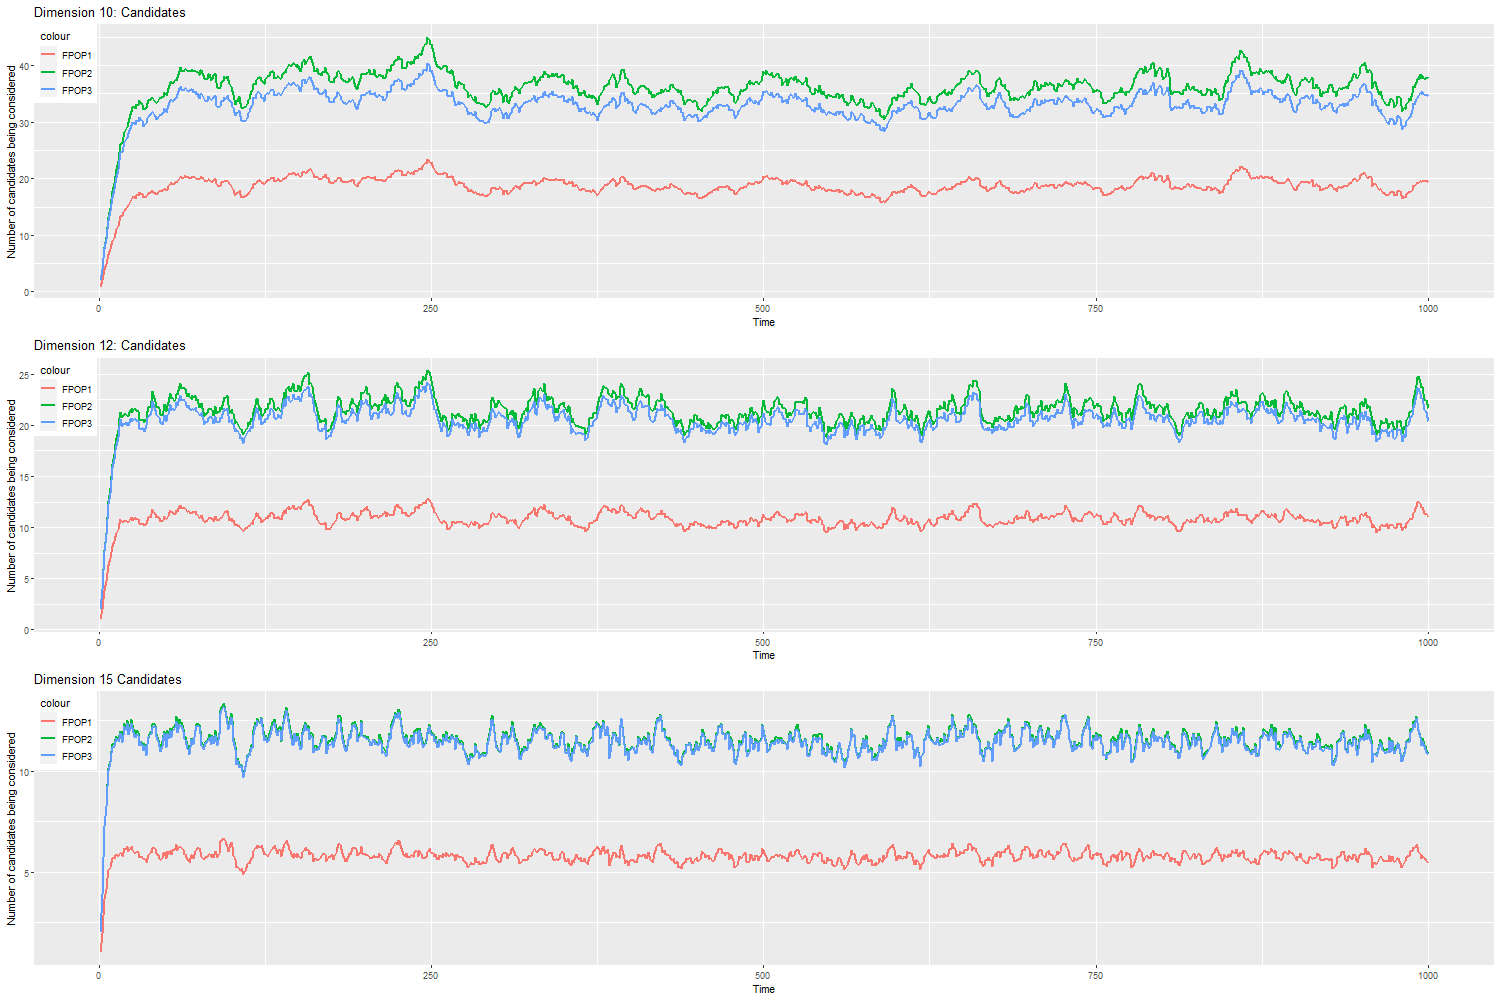 Dimension 10: Candidates
colour
FPOP1
FPOP2
FPOP3
Number of candidates being considered
40
30
20
10
0
0 250 500 750 1000
Time
Dimension 12: Candidates
colour
FPOP1
FPOP2
FPOP3
Number of candidates being considered
25
20
15
10
5
0
0 250 500 750 1000
Time
Dimension 15 Candidates
colour
FPOP1
FPOP2
FPOP3
Number of candidates being considered
10
5
0 250 500 750 1000
Time